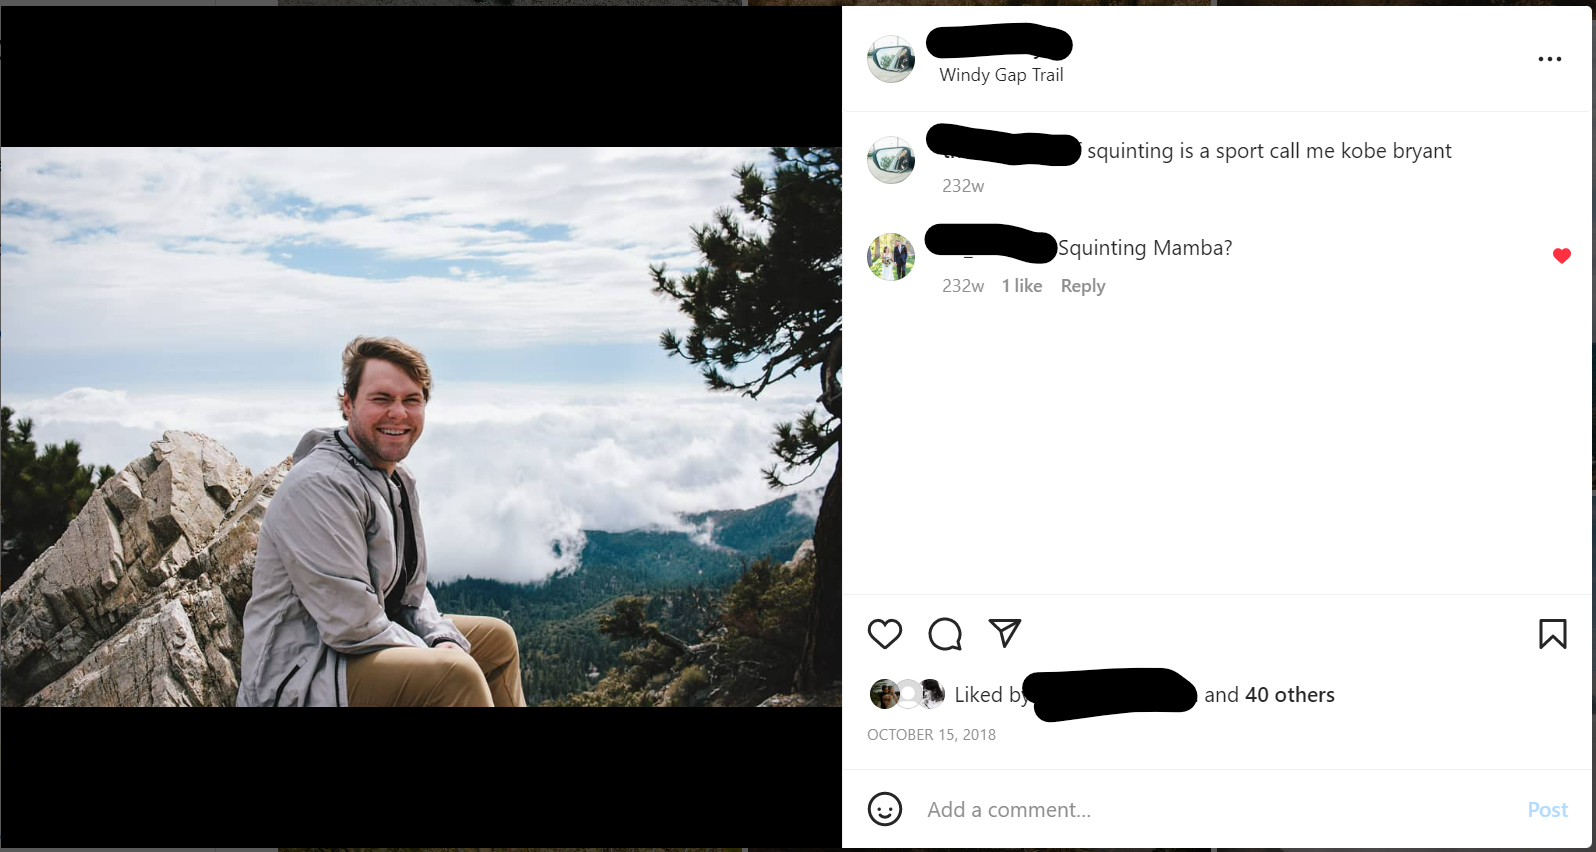 Windy Gap Trail
squinting is a sport call me kobe bryant
232w
Squinting Mamba?
232w 1 like Reply
Liked by and 40 others
OCTOBER 15, 2018
Add a comment... Post